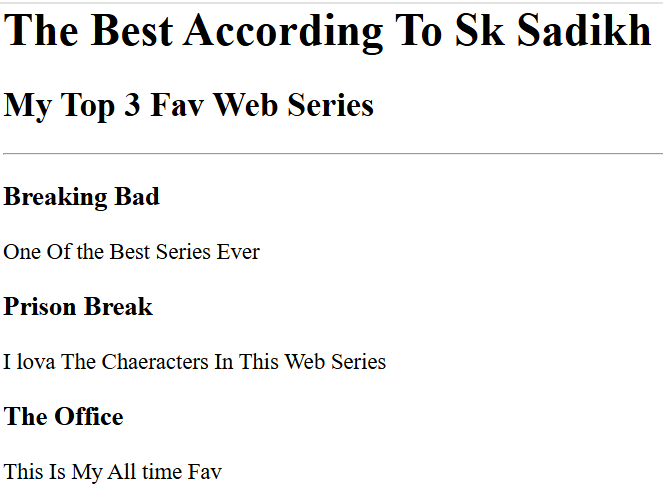 The Best According To Sk Sadikh
My Top 3 Fav Web Series
Breaking Bad
One Of the Best Series Ever
Prison Break
I lova The Chaeracters In This Web Series
The Office
This Is My All time Fav